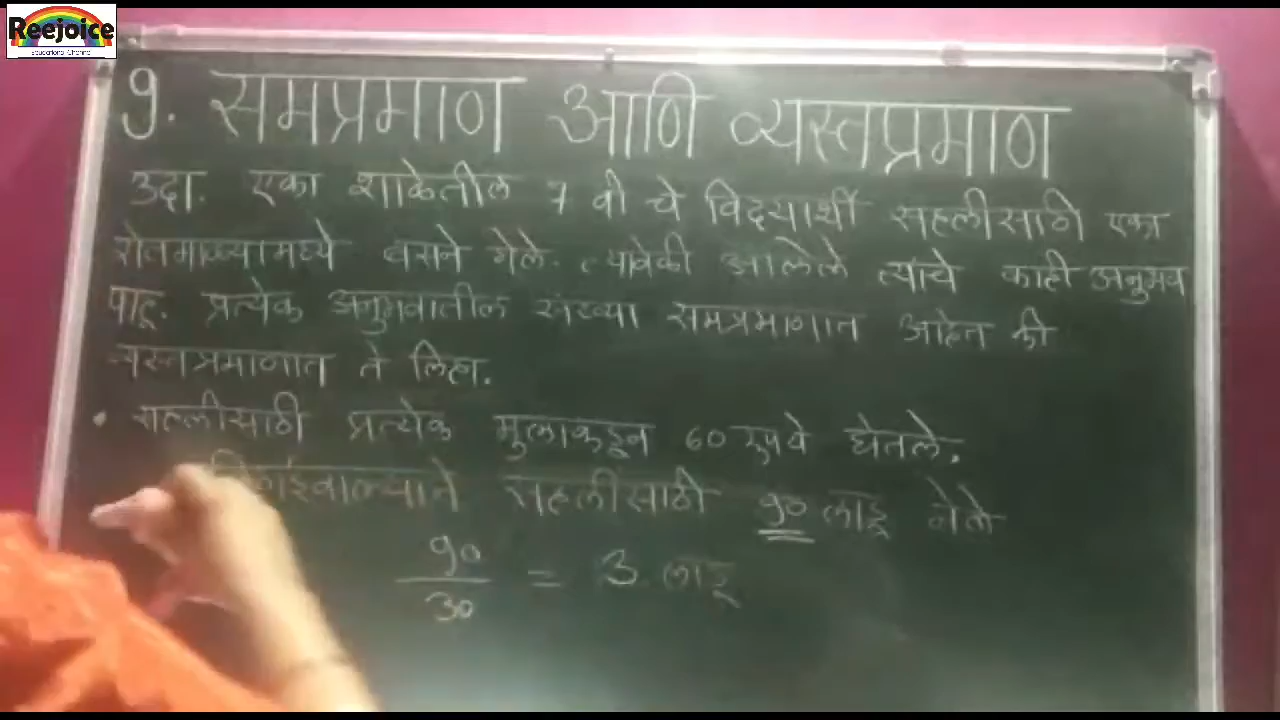 Reejoice
Educational Channel
9. समप्रमाण आणि व्यस्तप्रमाण
उदा. एका शाळेतील 7 वी चे विद्यार्थी सहलीसाठी एका
शेतमळ्यामध्ये गेले. त्यावेळी आलेले त्यांचे काही अनुभव
पाहू. प्रत्येक अनुभवातील संख्या समप्रमाणात आहेत की
व्यस्तप्रमाणात ते लिहा.
• सहलीसाठी प्रत्येक मुलाकडून 60 रुपये घेतले.
सहलीसाठी 90 लाडू नेले
90
30
= 3 लाडू